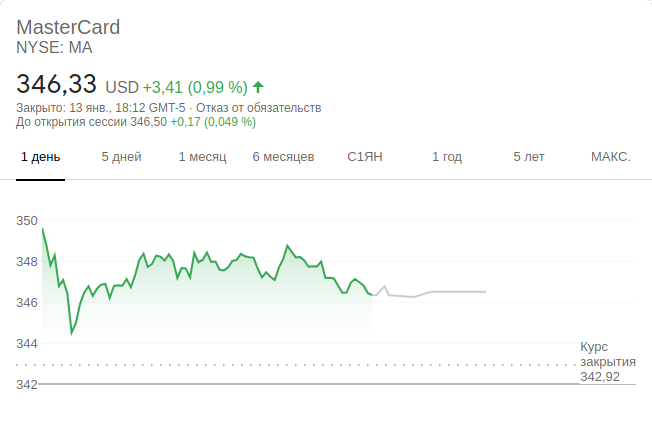 MasterCard
NYSE: MA
346,33 USD +3,41 (0,99 %)
Закрыто: 13 янв., 18:12 GMT-5 · Отказ от обязательств
До открытия сессии 346,50 +0,17 (0,049 %)
1 день 5 дней 1 месяц 6 месяцев С1ЯН 1 год 5 лет МАКС.
350
348
346
344
Курс
закрытия
342,92
342